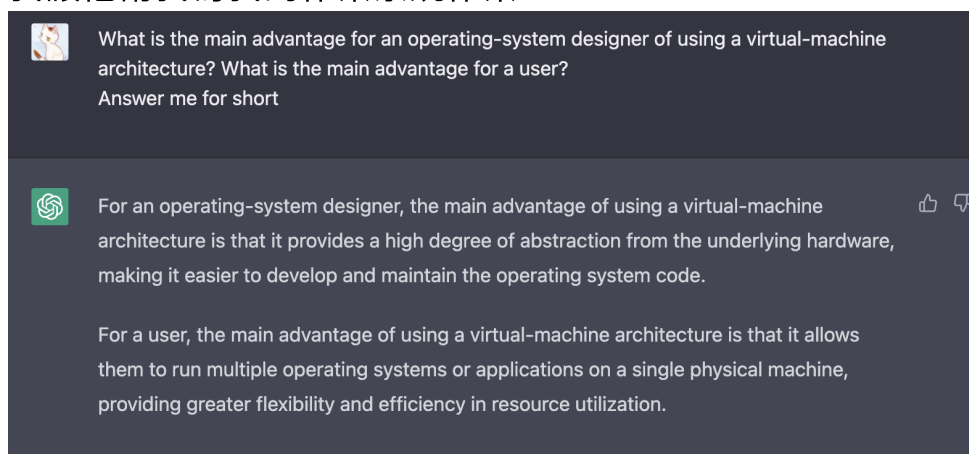 What is the main advantage for an operating-system designer of using a virtual-machine
architecture? What is the main advantage for a user?
Answer me for short
For an operating-system designer, the main advantage of using a virtual-machine
architecture is that it provides a high degree of abstraction from the underlying hardware,
making it easier to develop and maintain the operating system code.
For a user, the main advantage of using a virtual-machine architecture is that it allows
them to run multiple operating systems or applications on a single physical machine,
providing greater flexibility and efficiency in resource utilization.